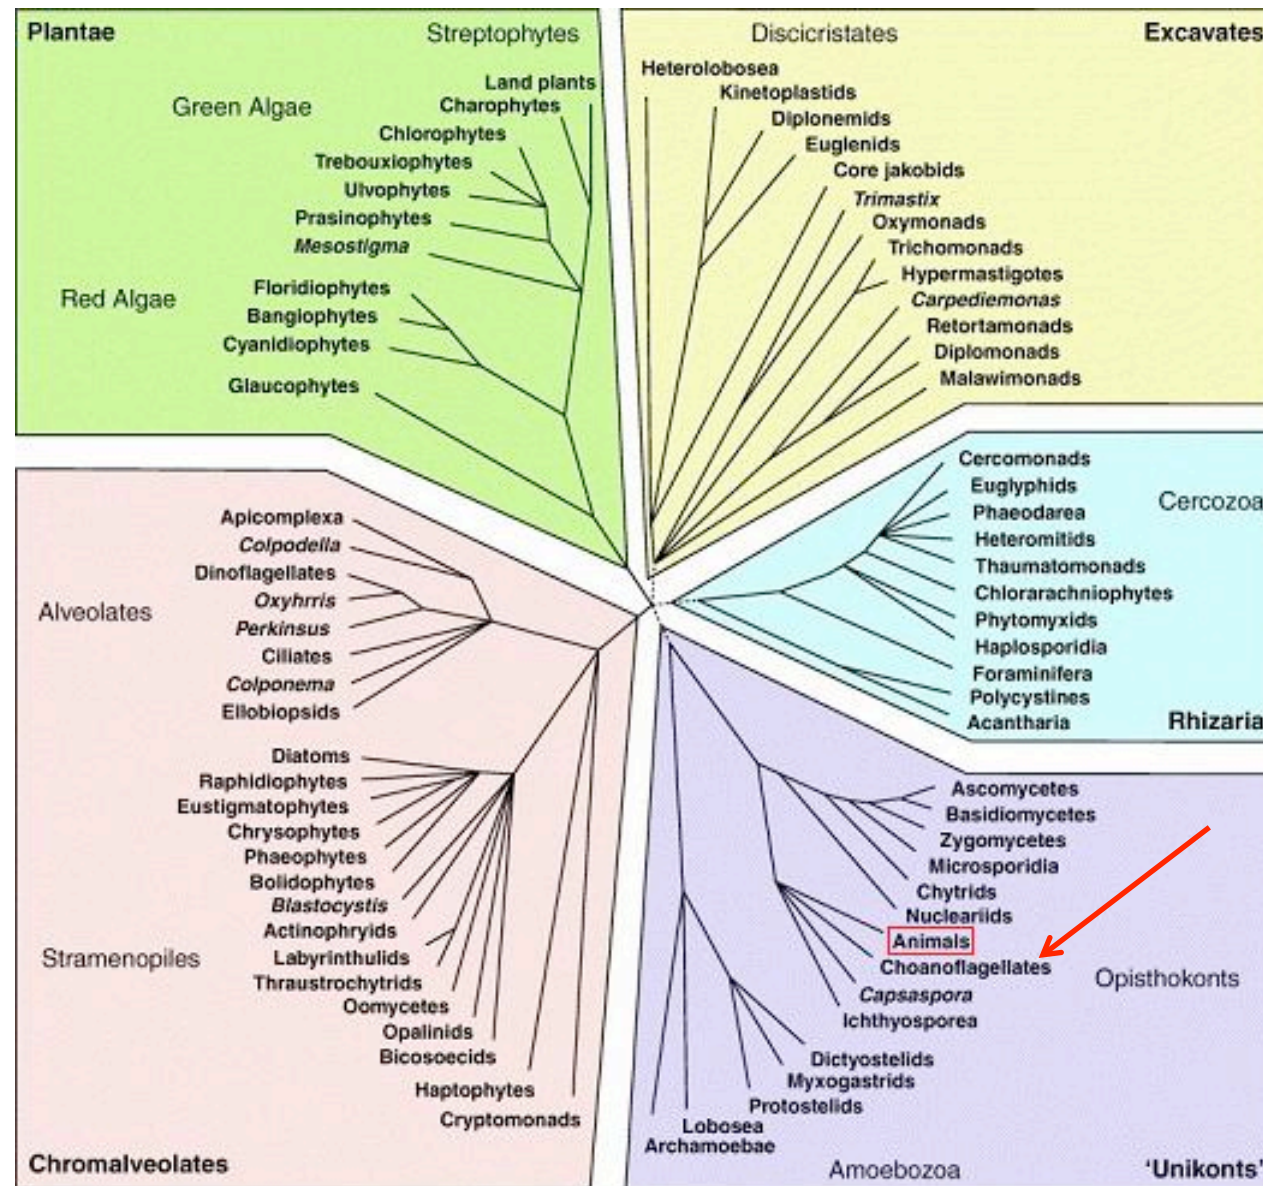 Plantae
Streptophytes
Green Algae
Land plants
Charophytes
Chlorophytes
Trebouxiophytes
Ulvophytes
Prasinophytes
Mesostigma
Red Algae
Floridiophytes
Bangiophytes
Cyanidiophytes
Glaucophytes
Discicristates
Excavates
Heterolobosea
Kinetoplastids
Diplonemids
Euglenids
Core jakobids
Trimastix
Oxymonads
Trichomonads
Hypermastigotes
Carpediemonas
Retortamonads
Diplomonads
Malawimonads
Cercomonads
Euglyphids
Cercozoa
Phaeodarea
Heteromitids
Thaumatomonads
Chlorarachniophytes
Phytomyxids
Haplosporidia
Foraminifera
Polycystines
Acantharia
Rhizaria
Apicomplexa
Colpodella
Dinoflagellates
Alveolates
Oxyhrris
Perkinsus
Ciliates
Colponema
Ellobiopsids
Diatoms
Raphidiophytes
Eustigmatophytes
Chrysophytes
Phaeophytes
Bolidophytes
Blastocystis
Actinophryids
Stramenopiles
Labyrinthulids
Thraustrochytrids
Oomycetes
Opalinids
Bicosoecids
Haptophytes
Cryptomonads
Chromalveolates
Ascomycetes
Basidiomycetes
Zygomycetes
Microsporidia
Chytrids
Nucleariids
Animals
Choanoflagellates
Opisthokonts
Capsaspora
Ichthyosporea
Dictyostelids
Myxogastrids
Protostelids
Lobosea
Archamoebae
Amoebozoa
'Unikonts'